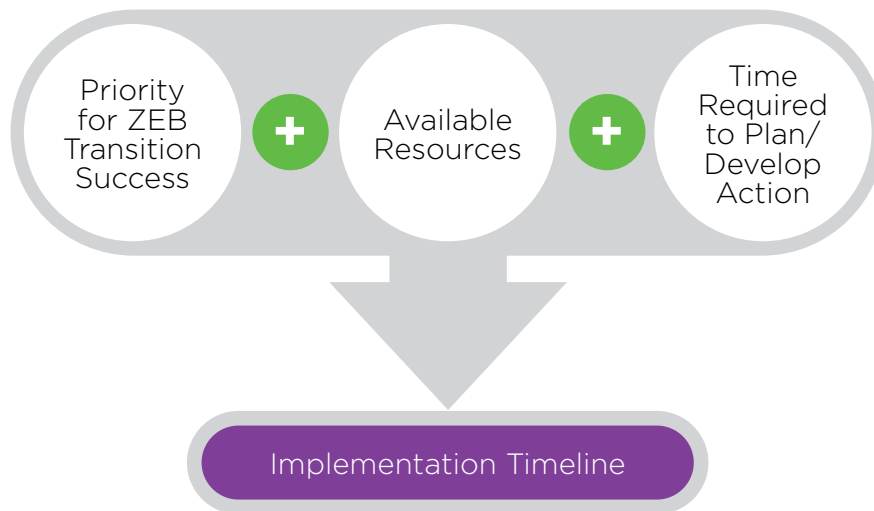 Priority
for ZEB
Transition
Success
+
Available
Resources
+
Time
Required
to Plan/
Develop
Action
Implementation Timeline